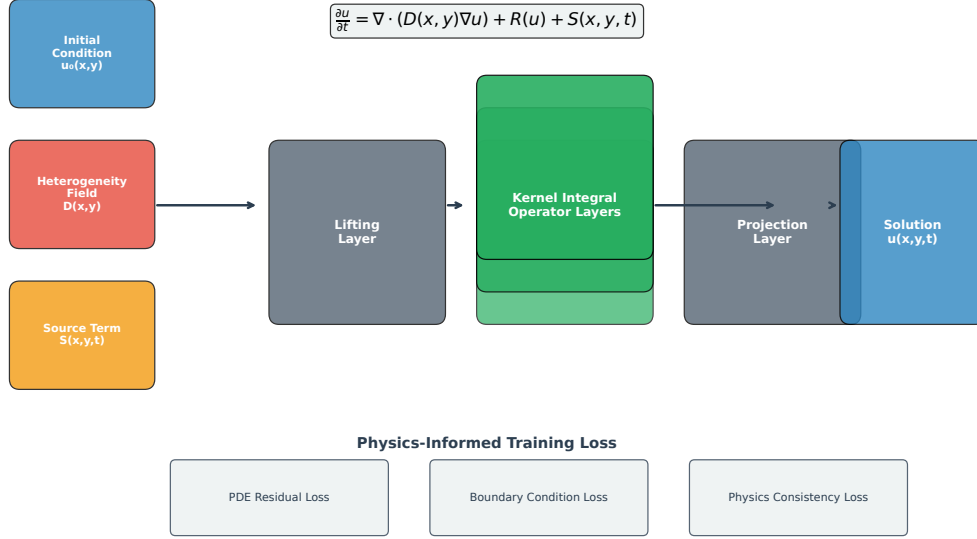 ∂u/∂t = ∇ · (D(x, y)∇u) + R(u) + S(x, y, t)
Initial
Condition
u₀(x,y)
Heterogeneity
Field
D(x,y)
Source Term
S(x,y,t)
Lifting
Layer
Kernel Integral
Operator Layers
Projection
Layer
Solution
u(x,y,t)
Physics-Informed Training Loss
PDE Residual Loss
Boundary Condition Loss
Physics Consistency Loss